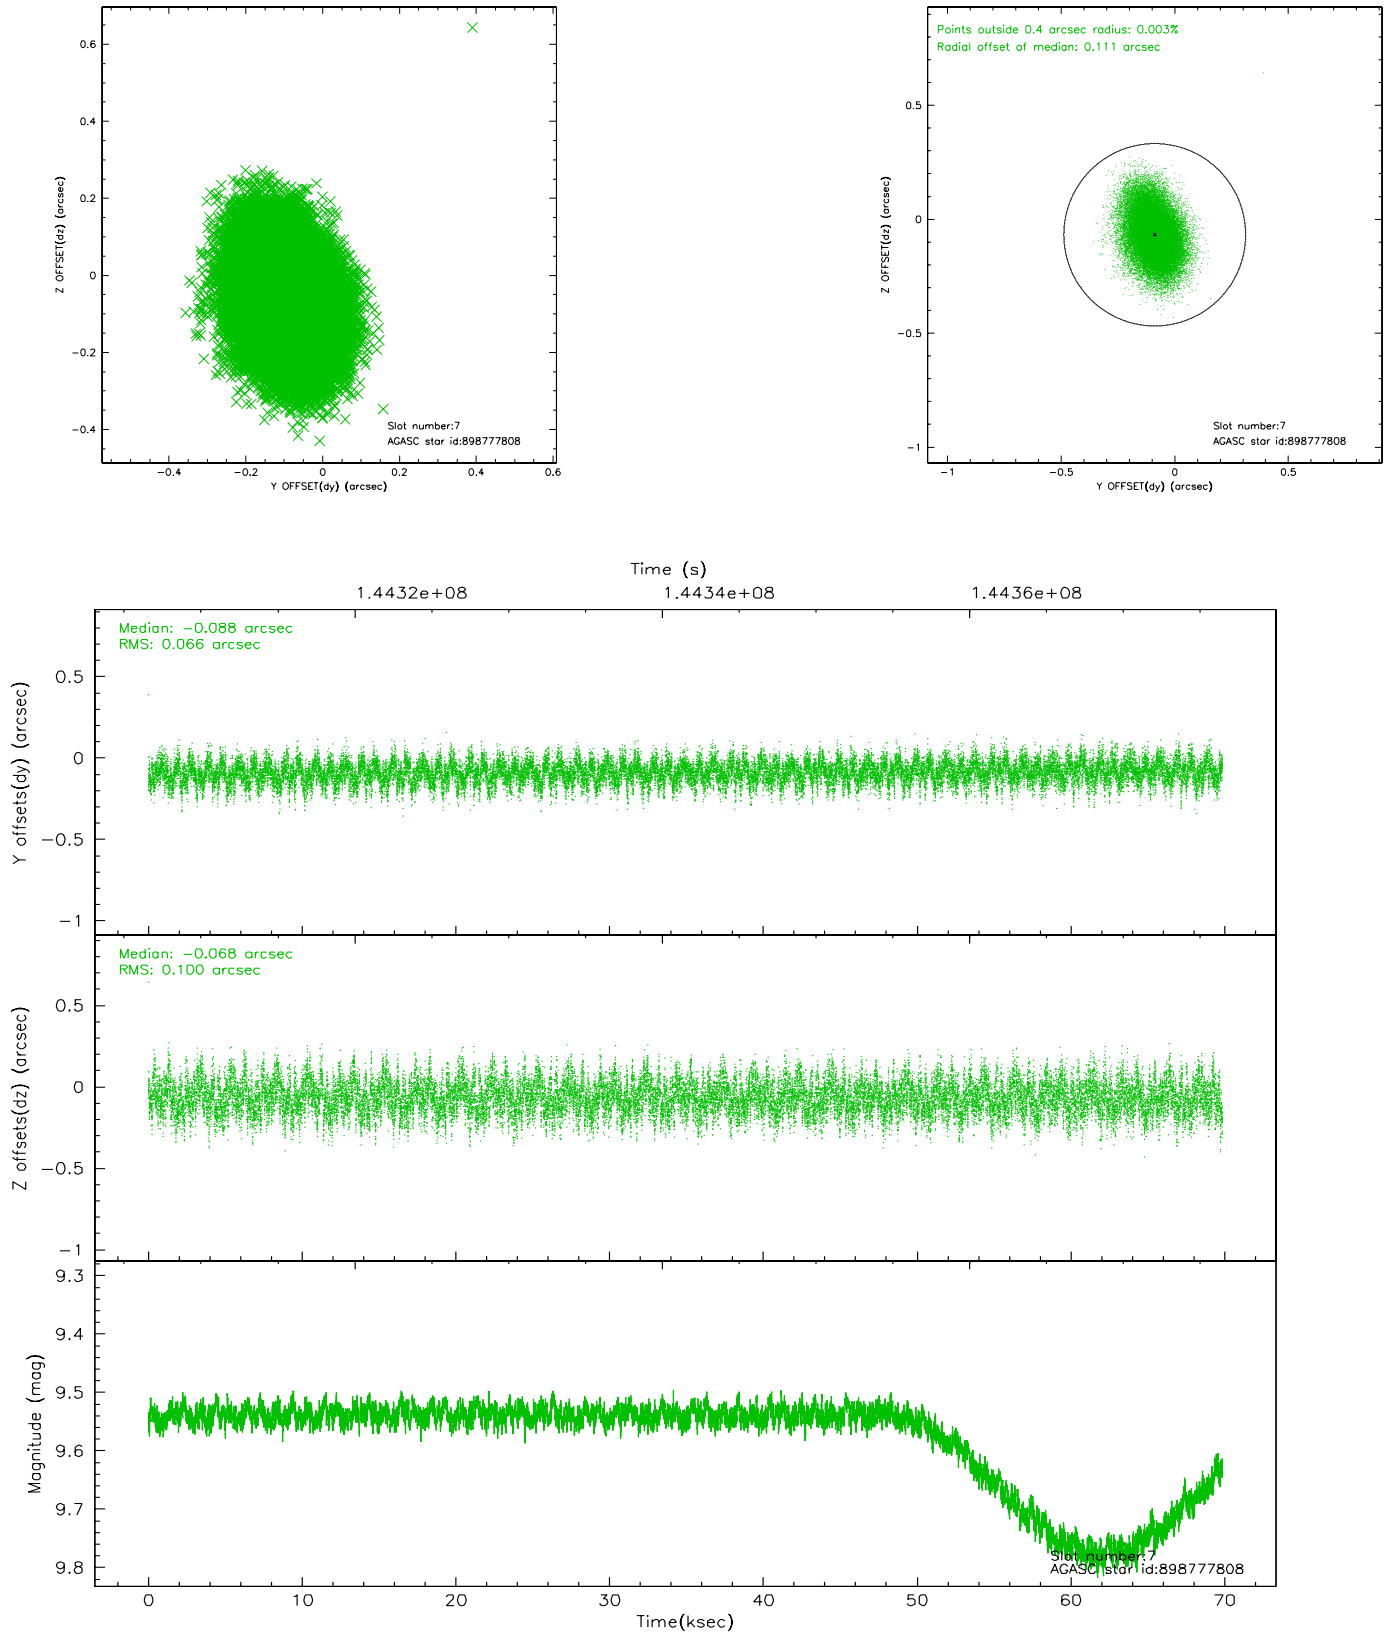 0.6
0.4
0.2
0
−0.2
−0.4
−0.4
−0.2
0
0.2
0.4
0.6
Z OFFSET(dz) (arcsec)
Y OFFSET(dy) (arcsec)
Slot number:7
AGASC star id:898777808
Points outside 0.4 arcsec radius: 0.003%
Radial offset of median: 0.111 arcsec
0.5
0
−0.5
−1
−1
−0.5
0
0.5
Z OFFSET(dz) (arcsec)
Y OFFSET(dy) (arcsec)
Slot number:7
AGASC star id:898777808
Time (s)
1.4432e+08
1.4434e+08
1.4436e+08
Median: −0.088 arcsec
RMS: 0.066 arcsec
0.5
0
−0.5
−1
Y offsets(dy) (arcsec)
Median: −0.068 arcsec
RMS: 0.100 arcsec
0.5
0
−0.5
−1
Z offsets(dz) (arcsec)
9.3
9.4
9.5
9.6
9.7
9.8
Magnitude (mag)
Slot number:7
AGASC star id:898777808
0
10
20
30
40
50
60
70
Time(ksec)